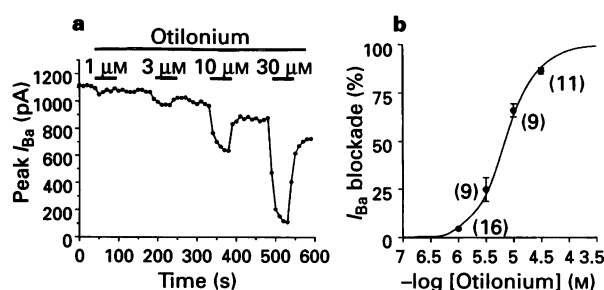 a
Otilonium
1 μM 3 μM 10 μM 30 μM
Peak IBa (pA)
1200
1000
800
600
400
200
0
0 100 200 300 400 500 600
Time (s)
b
IBa blockade (%)
100
75
50
25
0
(11)
(9)
(9)
(16)
7 6.5 6 5.5 5 4.5 4 3.5
–log [Otilonium] (M)